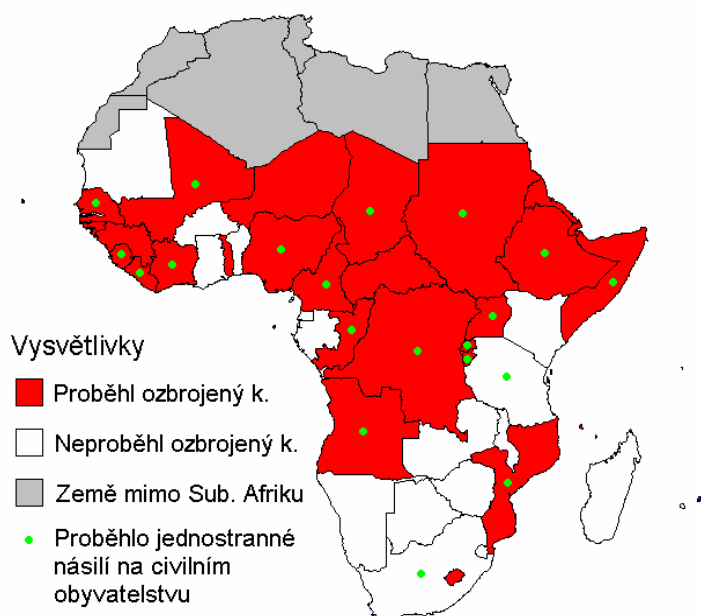 Vysvětlivky
Proběhl ozbrojený k.
Neproběhl ozbrojený k.
Země mimo Sub. Afriku
Proběhlo jednostranné
násilí na civilním
obyvatelstvu